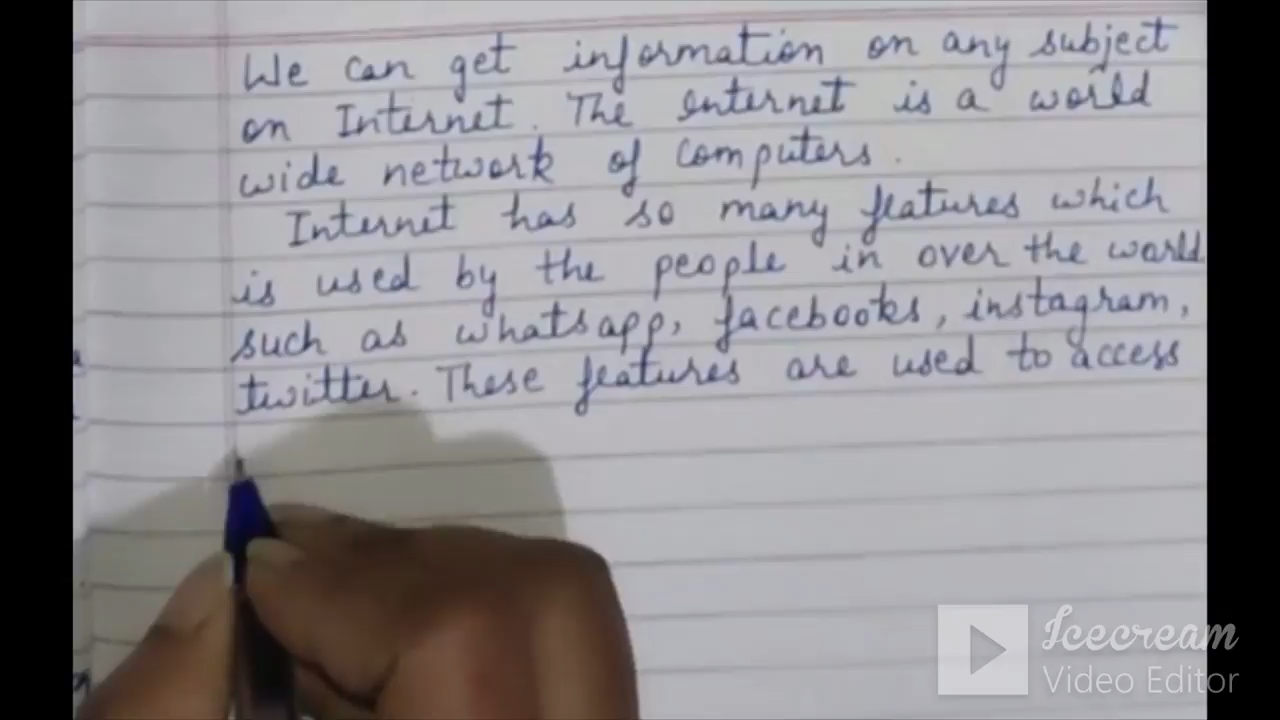 We can get information on any subject
on Internet. The Internet is a world
wide network of computers.
Internet has so many features which
is used by the people in over the world
such as whatsapp, facebooks, instagram,
twitter. These features are used to access
Icecream
Video Editor